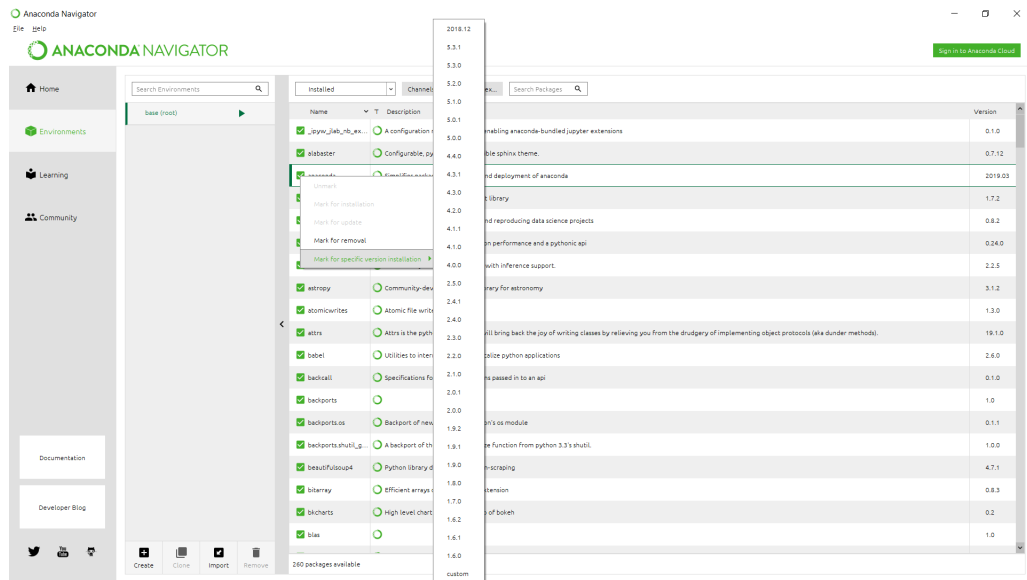 Anaconda Navigator
File Help
ANACONDA NAVIGATOR
Sign in to Anaconda Cloud
Home
Environments
Learning
Community
Documentation
Developer Blog
Search Environments
base (root)
Create Clone Import Remove
Installed
Channels
Search Packages
Name T Description Version
_ipyw_jlab_nb_ex... A configuration enabling anaconda-bundled jupyter extensions 0.1.0
alabaster Configurable, ble sphinx theme. 0.7.12
anaconda nd deployment of anaconda 2019.03
t library 1.7.2
nd reproducing data science projects 0.8.2
n performance and a pythonic api 0.24.0
with inference support. 2.2.5
astropy Community-dev rary for astronomy 3.1.2
atomicwrites Atomic file 1.3.0
attrs Attrs is the pyth ill bring back the joy of writing classes by relieving you from the drudgery of implementing object protocols (aka dunder methods). 19.1.0
babel Utilities to calize python applications 2.6.0
backcall Specifications ns passed in to an api 0.1.0
backports 1.0
backports.os Backport of on's os module 0.1.1
backports.shutil_g... A backport of ze function from python 3.3's shutil. 1.0.0
beautifulsoup4 Python library n-scraping 4.7.1
bitarray Efficient arrays tension 0.8.3
bkcharts High level chart of bokeh 0.2
blas 1.0
260 packages available
Unmark
Mark for installation
Mark for update
Mark for removal
Mark for specific version installation
2018.12
5.3.1
5.3.0
5.2.0
5.1.0
5.0.1
5.0.0
4.4.0
4.3.1
4.3.0
4.2.0
4.1.1
4.1.0
4.0.0
2.5.0
2.4.1
2.4.0
2.3.0
2.2.0
2.1.0
2.0.1
2.0.0
1.9.2
1.9.1
1.9.0
1.8.0
1.7.0
1.6.2
1.6.1
1.6.0
custom